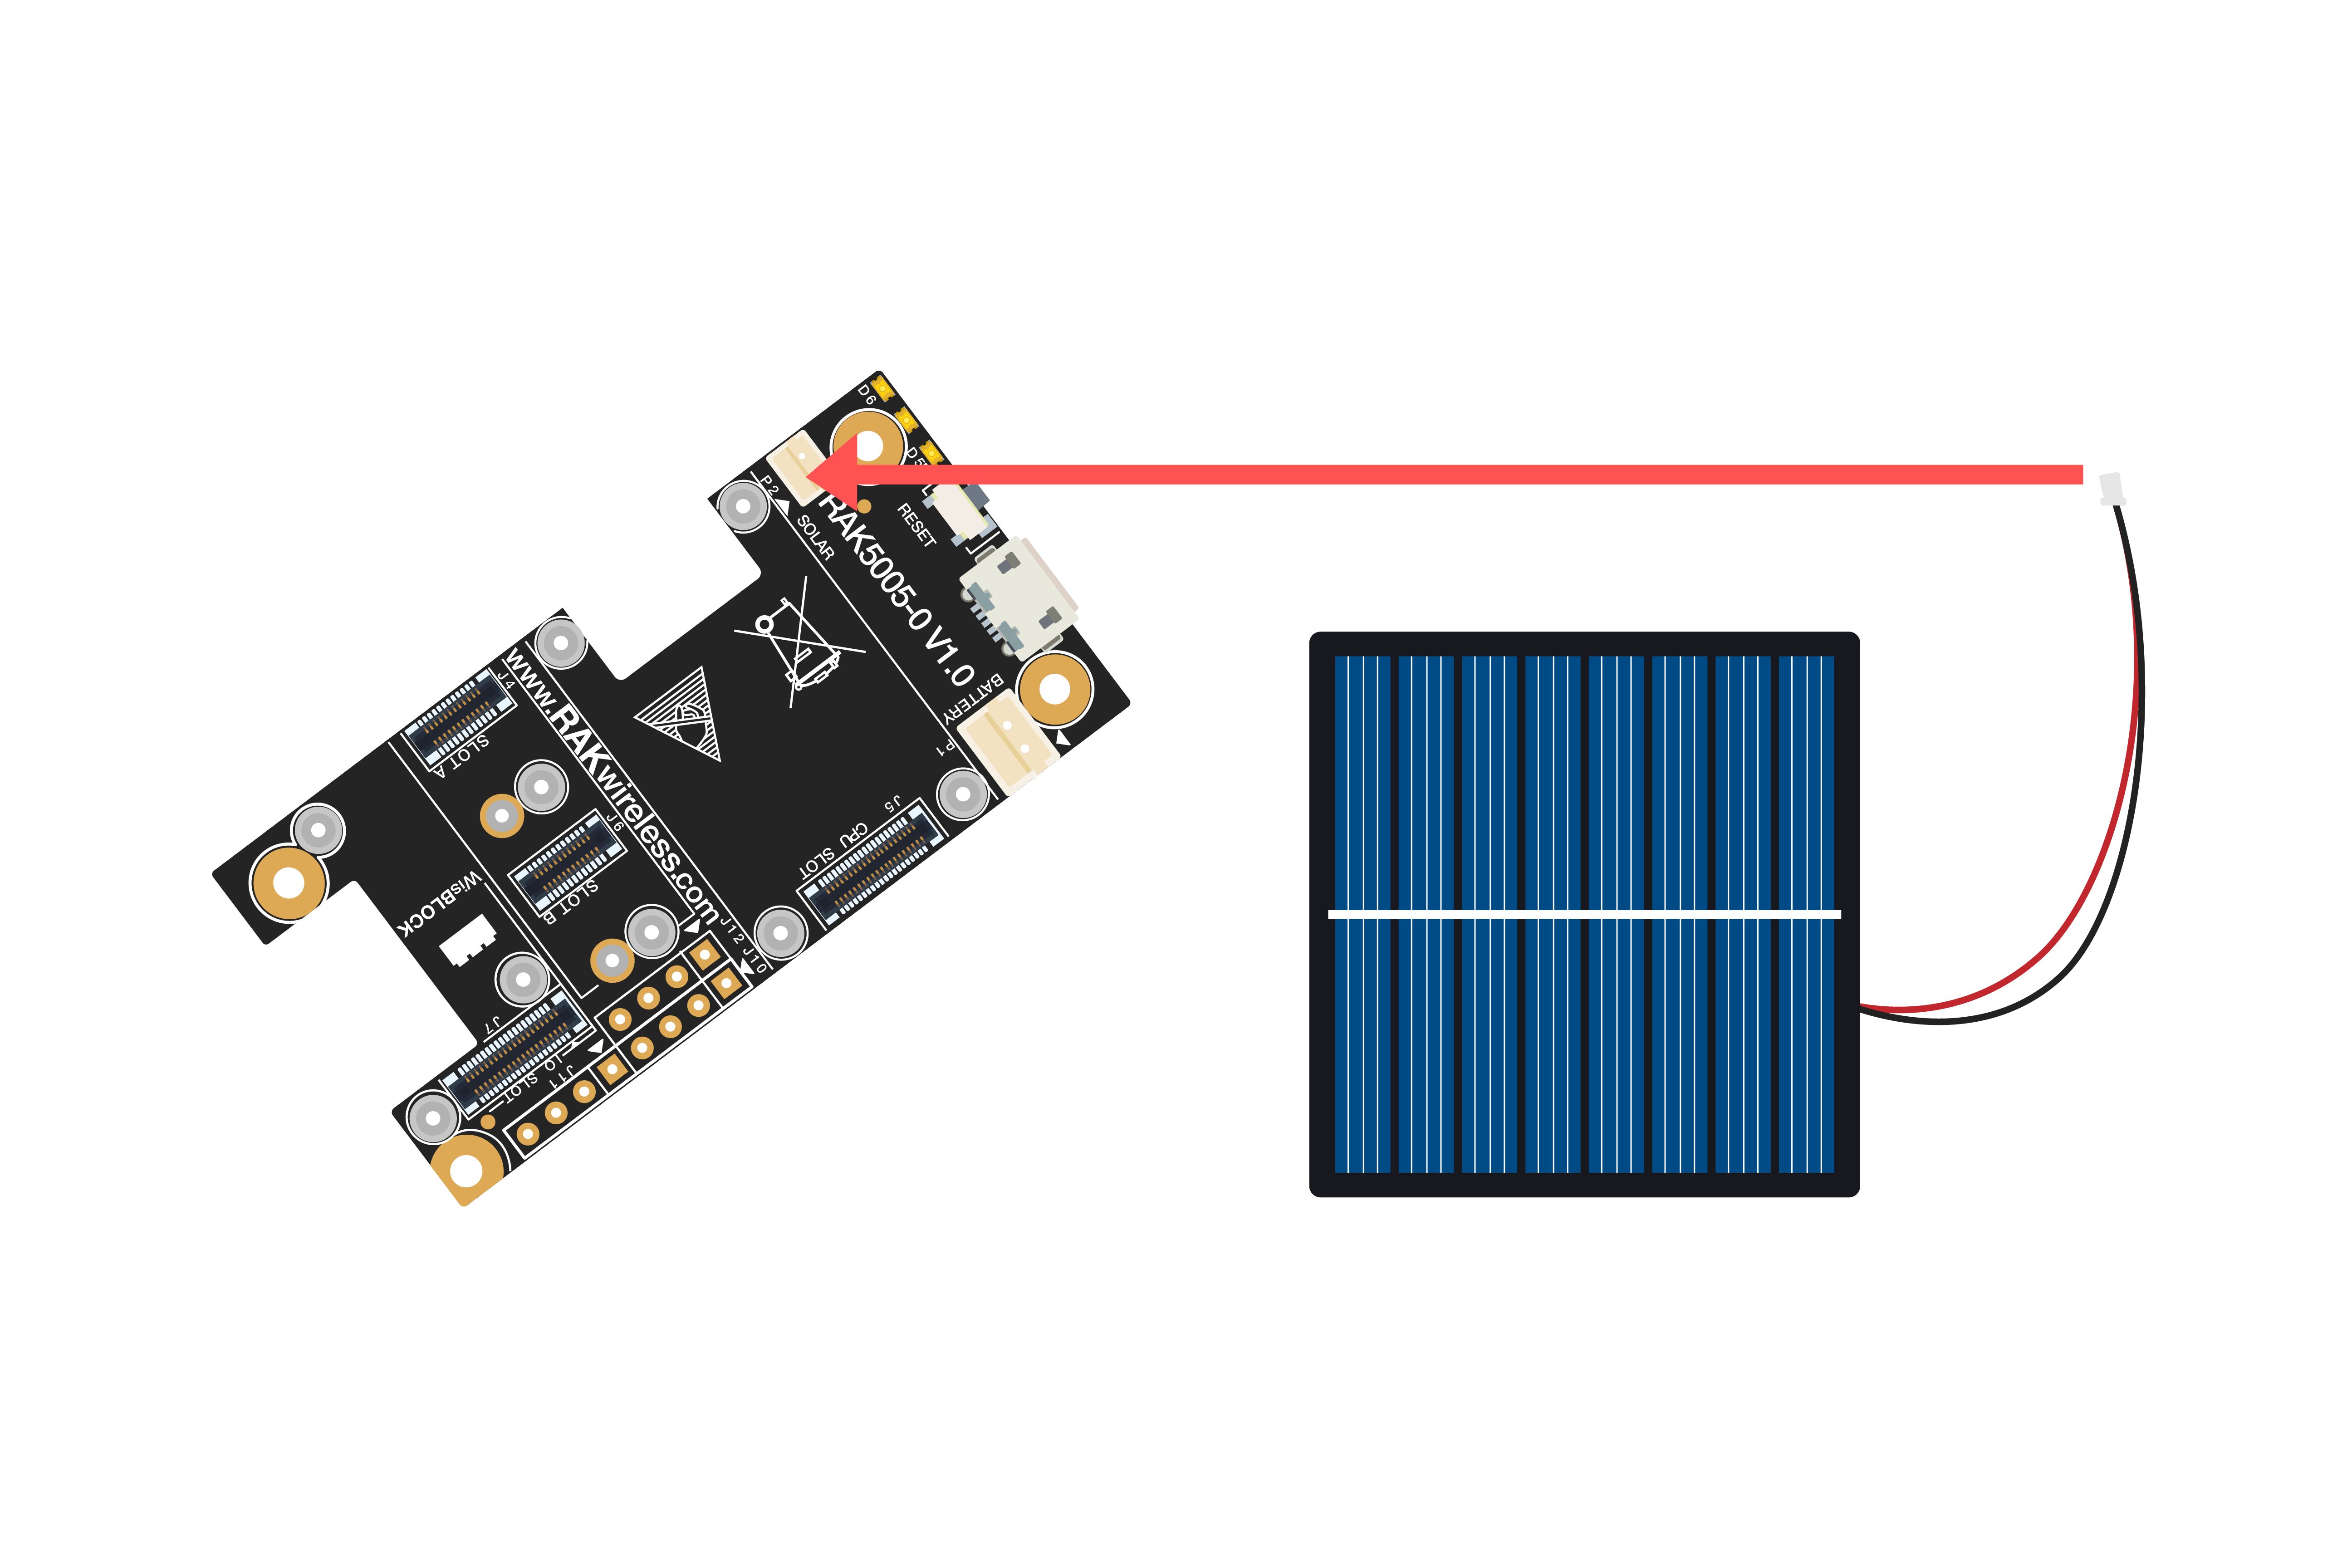 D6
D5
P2
SOLAR
RESET
RAK5005-0 V1.0
BATTERY
P1
www.RAKwireless.com
J4
SLOT A
J6
SLOT B
J5
CPU SLOT
WisBLOCK
J12
J10
J7
IO SLOT
J11